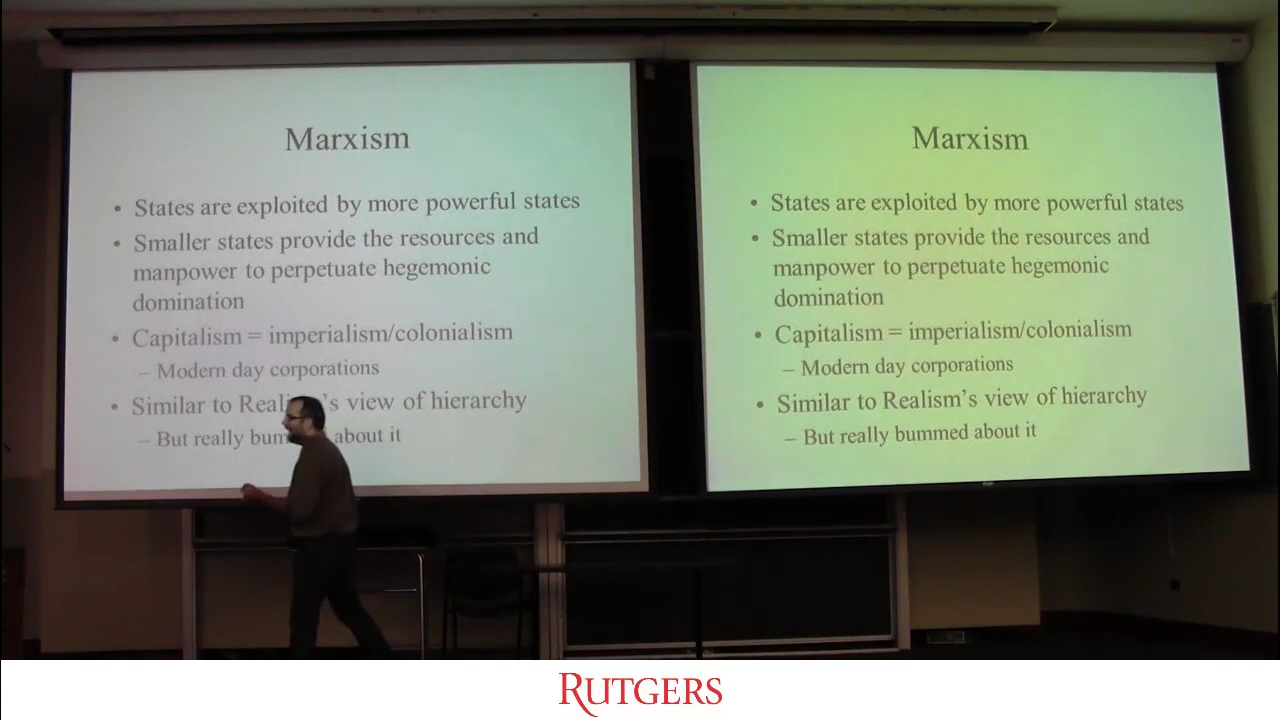 Marxism
• States are exploited by more powerful states
• Smaller states provide the resources and
manpower to perpetuate hegemonic
domination
• Capitalism = imperialism/colonialism
– Modern day corporations
• Similar to Reali 's view of hierarchy
– But really bum about it
Marxism
• States are exploited by more powerful states
• Smaller states provide the resources and
manpower to perpetuate hegemonic
domination
• Capitalism = imperialism/colonialism
– Modern day corporations
• Similar to Realism's view of hierarchy
– But really bummed about it
RUTGERS